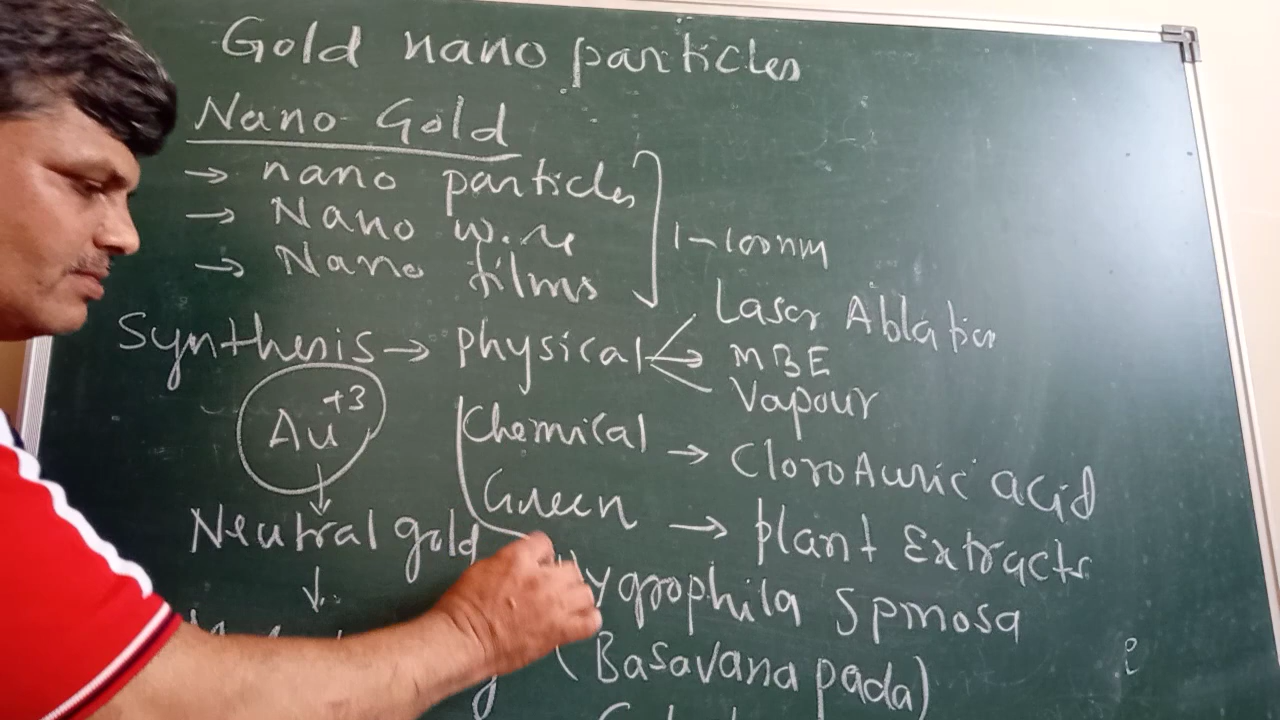 Gold nano particles
Nano Gold
→ nano particles
→ Nano wire
→ Nano films
1-100nm
Synthesis → physical
Laser Ablation
MBE
Vapour
Au+3
Chemical → CloroAuric acid
Green → plant Extracts
Neutral gold
Hygrophila Spinosa
(Basavana pada)